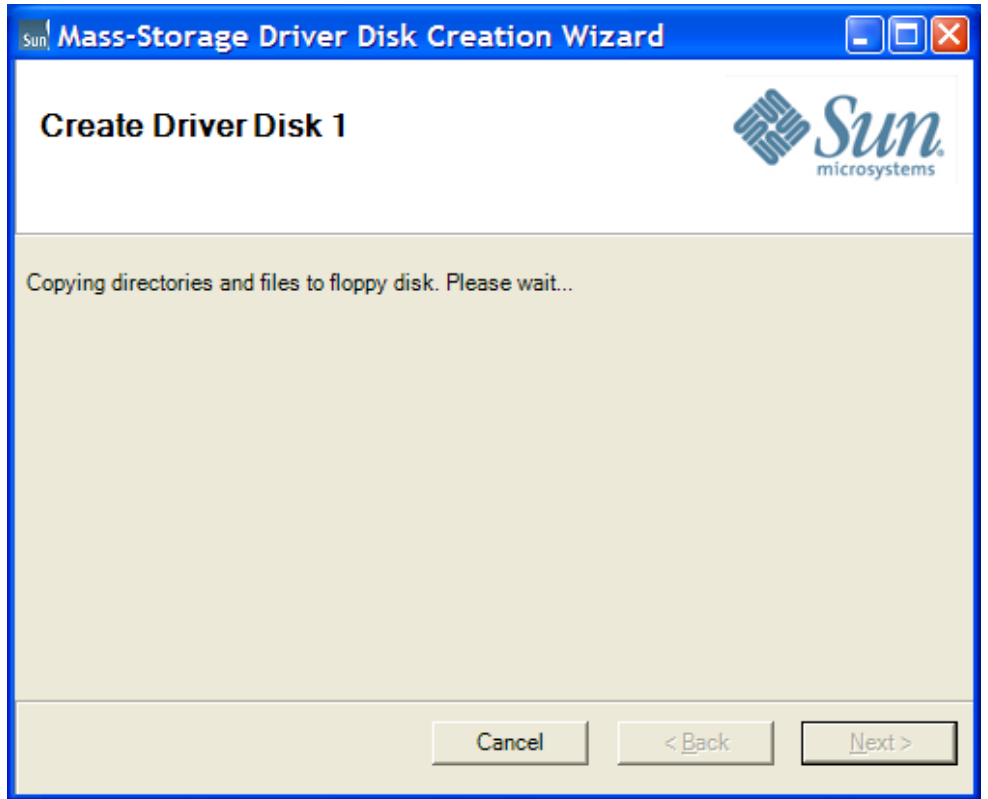 Sun Mass-Storage Driver Disk Creation Wizard
Create Driver Disk 1
Sun
microsystems
Copying directories and files to floppy disk. Please wait...
Cancel
< Back
Next >